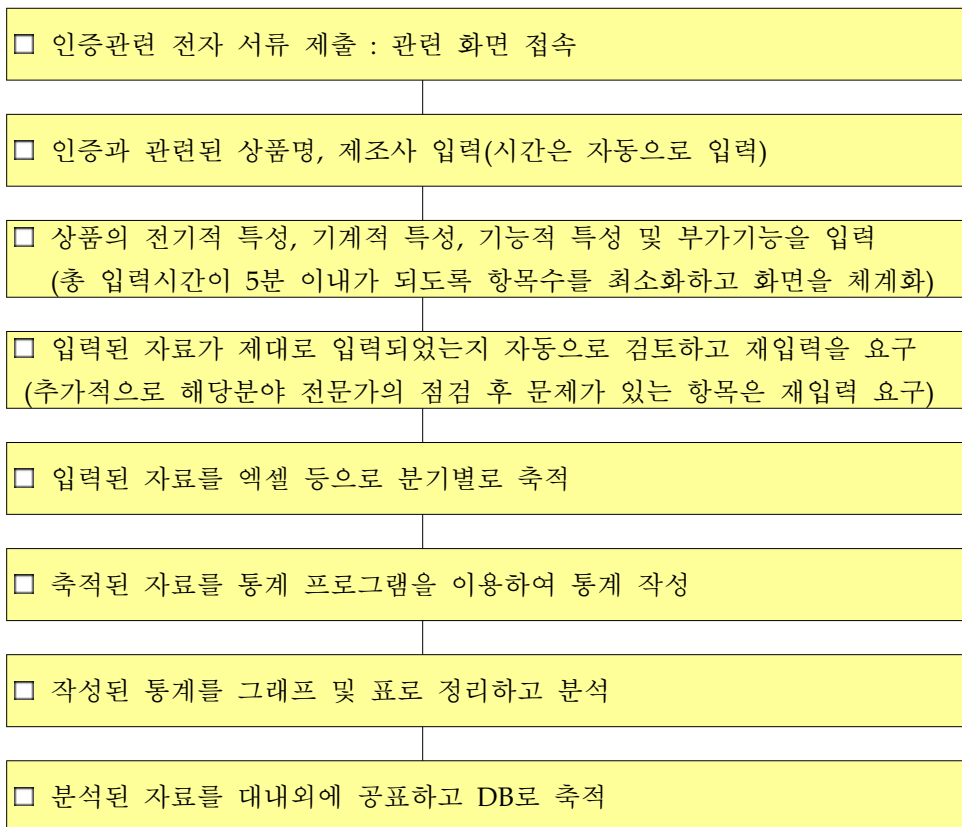 □ 인증관련 전자 서류 제출 : 관련 화면 접속
□ 인증과 관련된 상품명, 제조사 입력(시간은 자동으로 입력)
□ 상품의 전기적 특성, 기계적 특성, 기능적 특성 및 부가기능을 입력
(총 입력시간이 5분 이내가 되도록 항목수를 최소화하고 화면을 체계화)
□ 입력된 자료가 제대로 입력되었는지 자동으로 검토하고 재입력을 요구
(추가적으로 해당분야 전문가의 점검 후 문제가 있는 항목은 재입력 요구)
□ 입력된 자료를 엑셀 등으로 분기별로 축적
□ 축적된 자료를 통계 프로그램을 이용하여 통계 작성
□ 작성된 통계를 그래프 및 표로 정리하고 분석
□ 분석된 자료를 대내외에 공표하고 DB로 축적